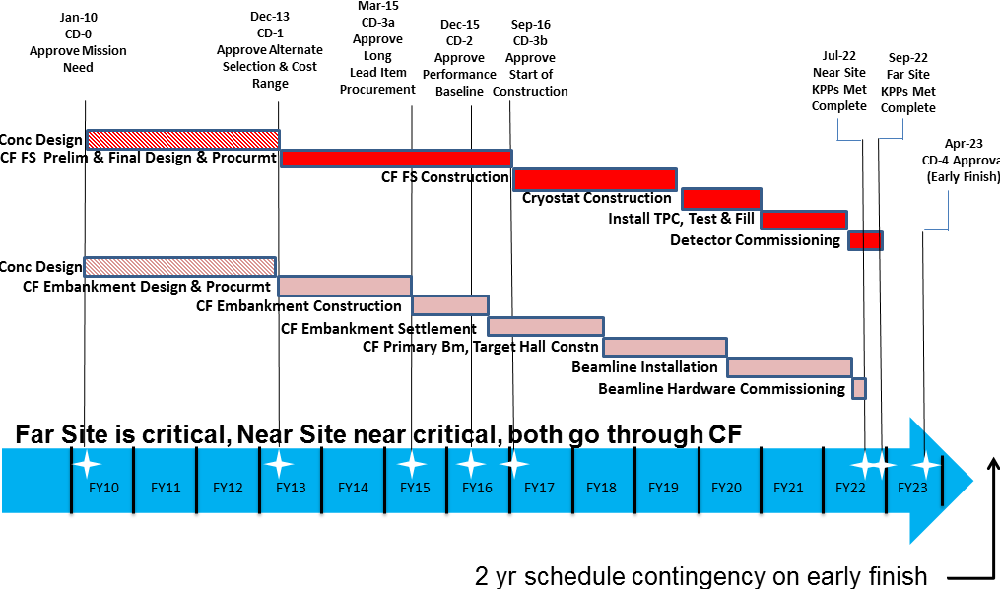 Jan-10
CD-0
Approve Mission
Need
Dec-13
CD-1
Approve Alternate
Selection & Cost
Range
Mar-15
CD-3a
Approve
Long
Lead Item
Procurement
Dec-15
CD-2
Approve
Performance
Baseline
Sep-16
CD-3b
Approve
Start of
Construction
Jul-22
Near Site
KPPs Met
Complete
Sep-22
Far Site
KPPs Met
Complete
Apr-23
CD-4 Approva
(Early Finish)
Conc Design
CF FS Prelim & Final Design & Procurmt
CF FS Construction
Cryostat Construction
Install TPC, Test & Fill
Detector Commissioning
Conc Design
CF Embankment Design & Procurmt
CF Embankment Construction
CF Embankment Settlement
CF Primary Bm, Target Hall Constn
Beamline Installation
Beamline Hardware Commissioning
Far Site is critical, Near Site near critical, both go through CF
FY10 FY11 FY12 FY13 FY14 FY15 FY16 FY17 FY18 FY19 FY20 FY21 FY22 FY23
2 yr schedule contingency on early finish